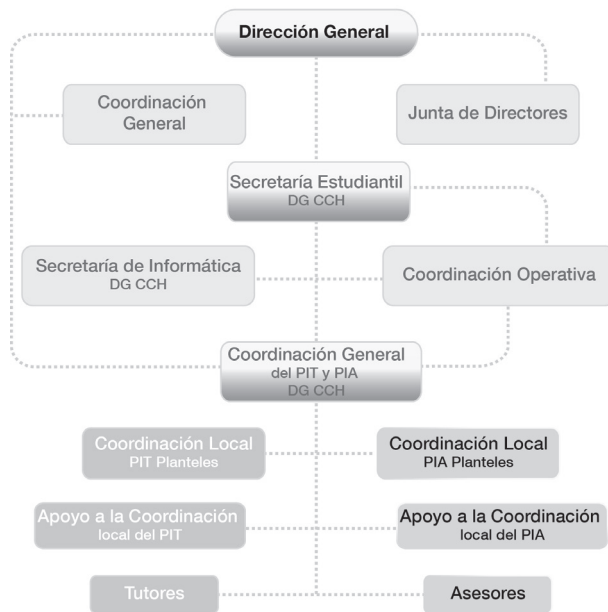 Dirección General
Coordinación
General
Junta de Directores
Secretaría Estudiantil
DG CCH
Secretaría de Informática
DG CCH
Coordinación Operativa
Coordinación General
del PIT y PIA
DG CCH
Coordinación Local
PIT Planteles
Coordinación Local
PIA Planteles
Apoyo a la Coordinación
local del PIT
Apoyo a la Coordinación
local del PIA
Tutores
Asesores